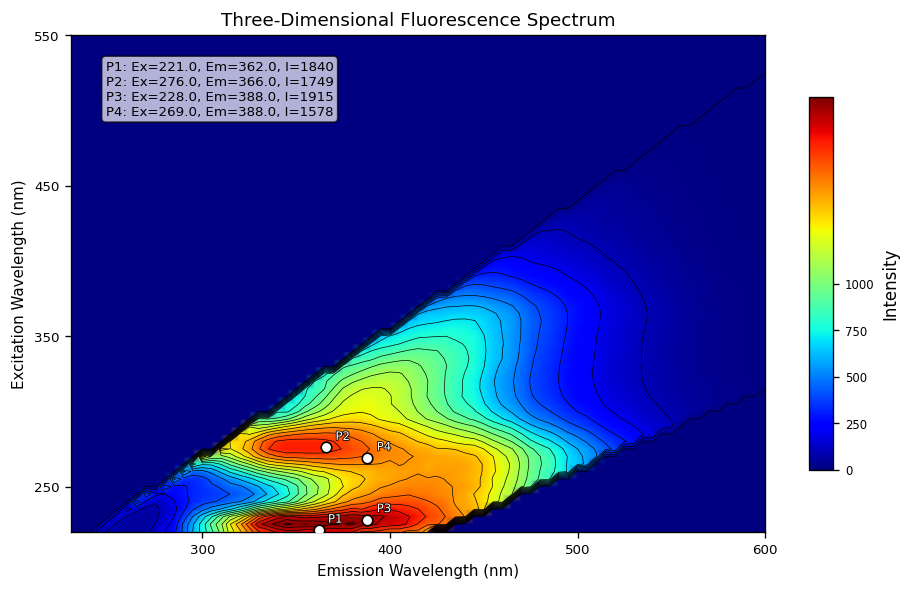 Three-Dimensional Fluorescence Spectrum
550
P1: Ex=221.0, Em=362.0, I=1840
P2: Ex=276.0, Em=366.0, I=1749
P3: Ex=228.0, Em=388.0, I=1915
P4: Ex=269.0, Em=388.0, I=1578
450
350
250
Excitation Wavelength (nm)
P2
P4
P3
P1
300
400
500
600
Emission Wavelength (nm)
1000
750
500
250
0
Intensity